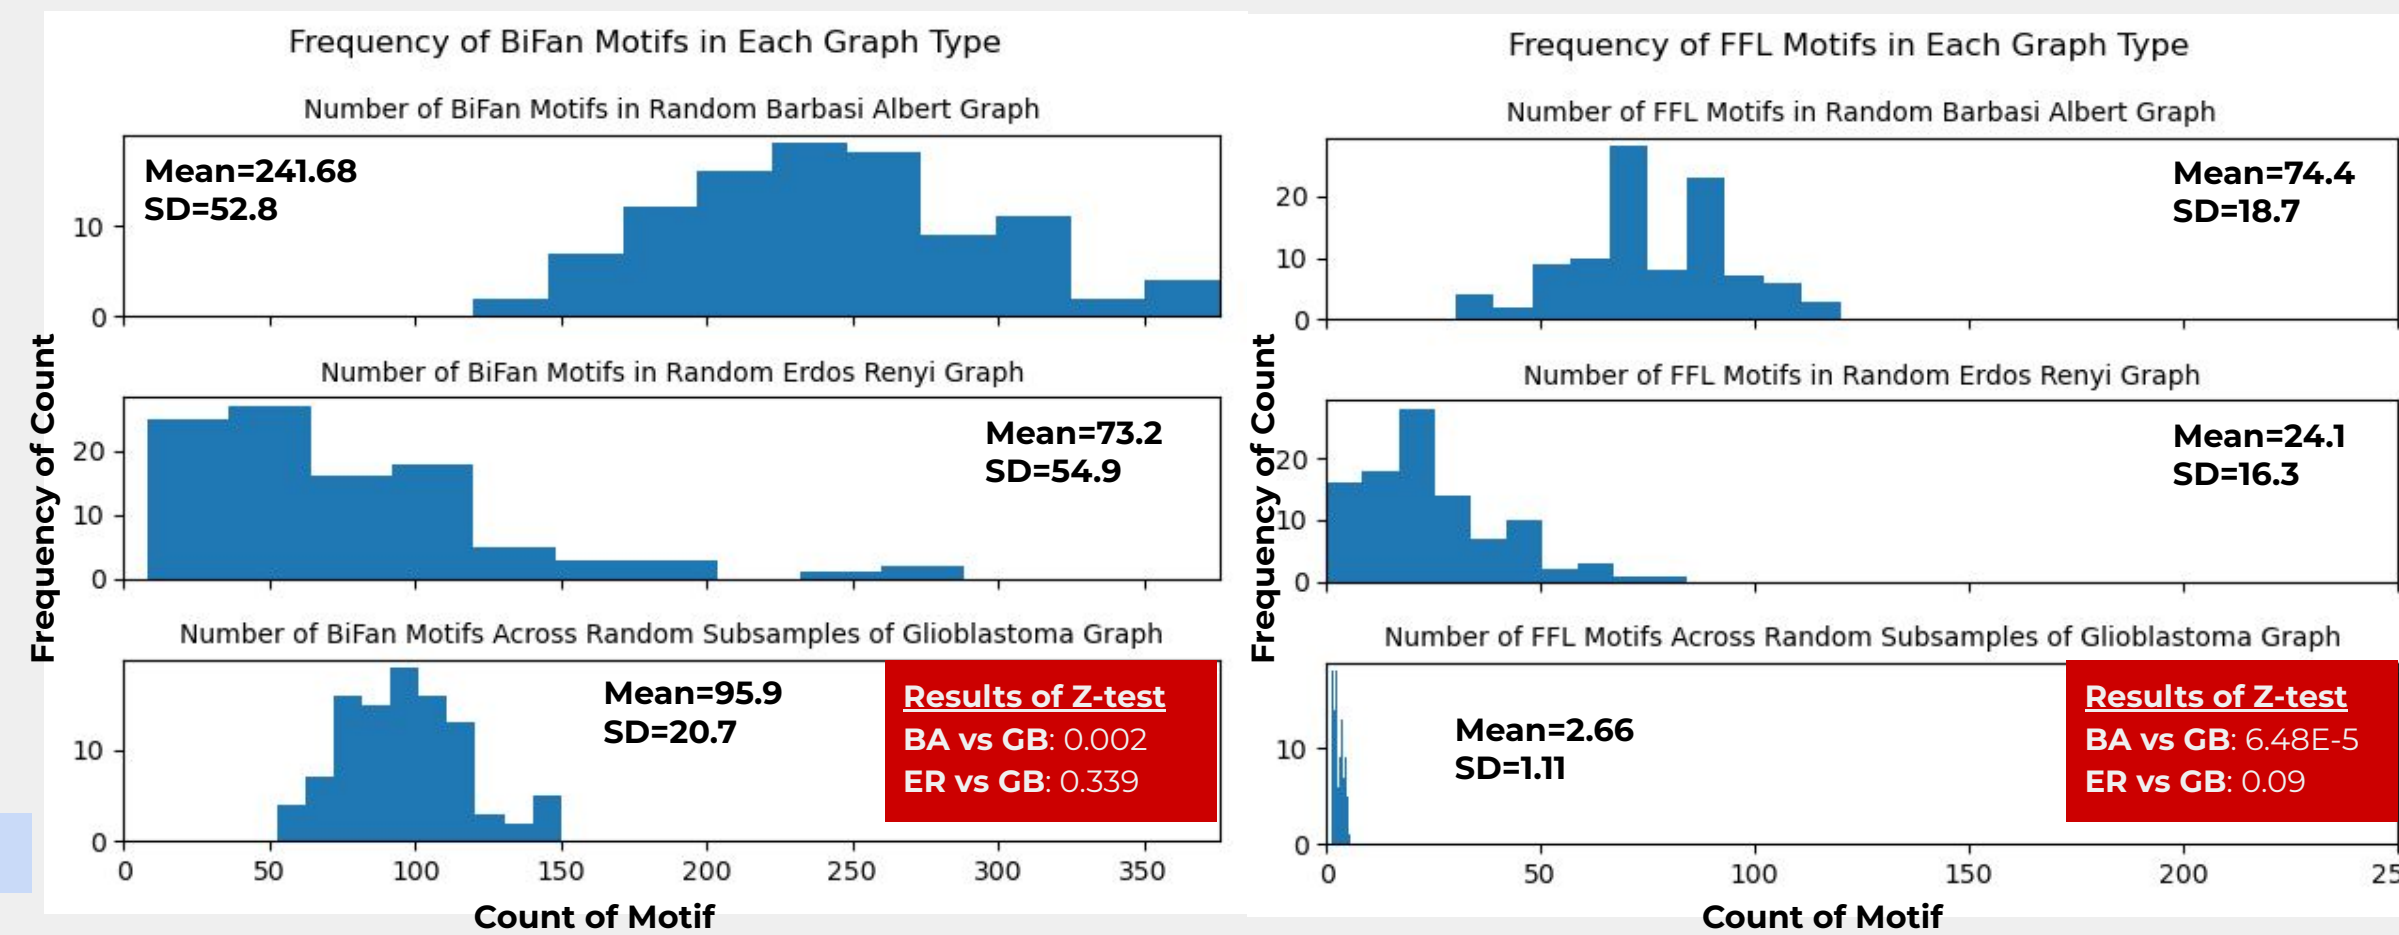 Frequency of BiFan Motifs in Each Graph Type
Number of BiFan Motifs in Random Barbasi Albert Graph
Mean=241.68
SD=52.8
10
0
Number of BiFan Motifs in Random Erdos Renyi Graph
Mean=73.2
SD=54.9
20
10
0
Number of BiFan Motifs Across Random Subsamples of Glioblastoma Graph
Mean=95.9
SD=20.7
Results of Z-test
BA vs GB: 0.002
ER vs GB: 0.339
10
0
0 50 100 150 200 250 300 350
Frequency of Count
Count of Motif
Frequency of FFL Motifs in Each Graph Type
Number of FFL Motifs in Random Barbasi Albert Graph
Mean=74.4
SD=18.7
20
10
0
Number of FFL Motifs in Random Erdos Renyi Graph
Mean=24.1
SD=16.3
20
10
0
Number of FFL Motifs Across Random Subsamples of Glioblastoma Graph
Mean=2.66
SD=1.11
Results of Z-test
BA vs GB: 6.48E-5
ER vs GB: 0.09
10
0
0 50 100 150 200 25
Frequency of Count
Count of Motif